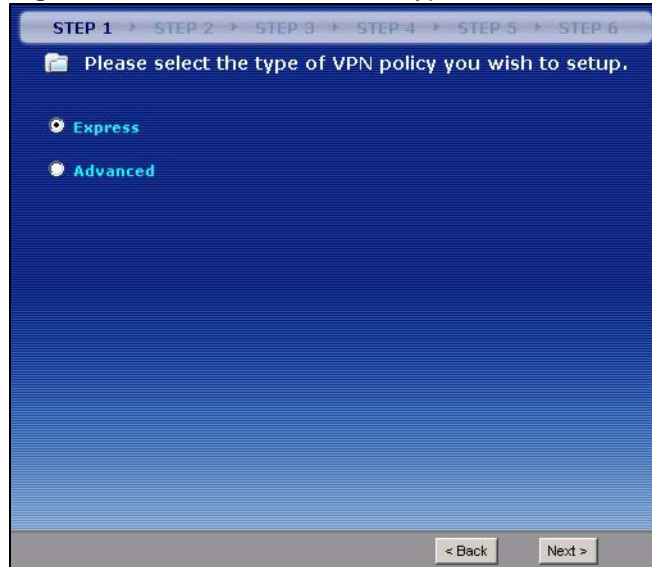 STEP 1 STEP 2 STEP 3 STEP 4 STEP 5 STEP 6
Please select the type of VPN policy you wish to setup.
Express
Advanced
< Back Next >